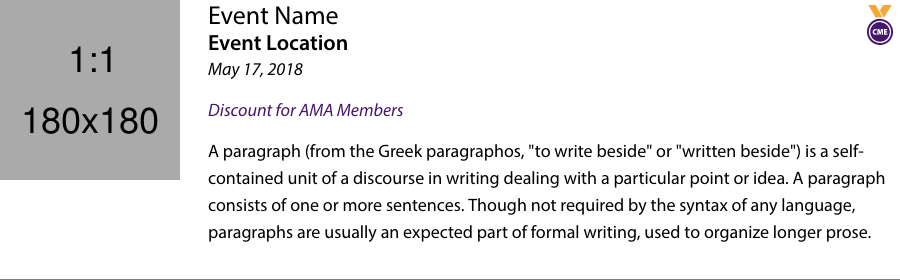 1:1
180x180
Event Name
Event Location
May 17, 2018
CME
Discount for AMA Members
A paragraph (from the Greek paragraphos, "to write beside" or "written beside") is a self-
contained unit of a discourse in writing dealing with a particular point or idea. A paragraph
consists of one or more sentences. Though not required by the syntax of any language,
paragraphs are usually an expected part of formal writing, used to organize longer prose.